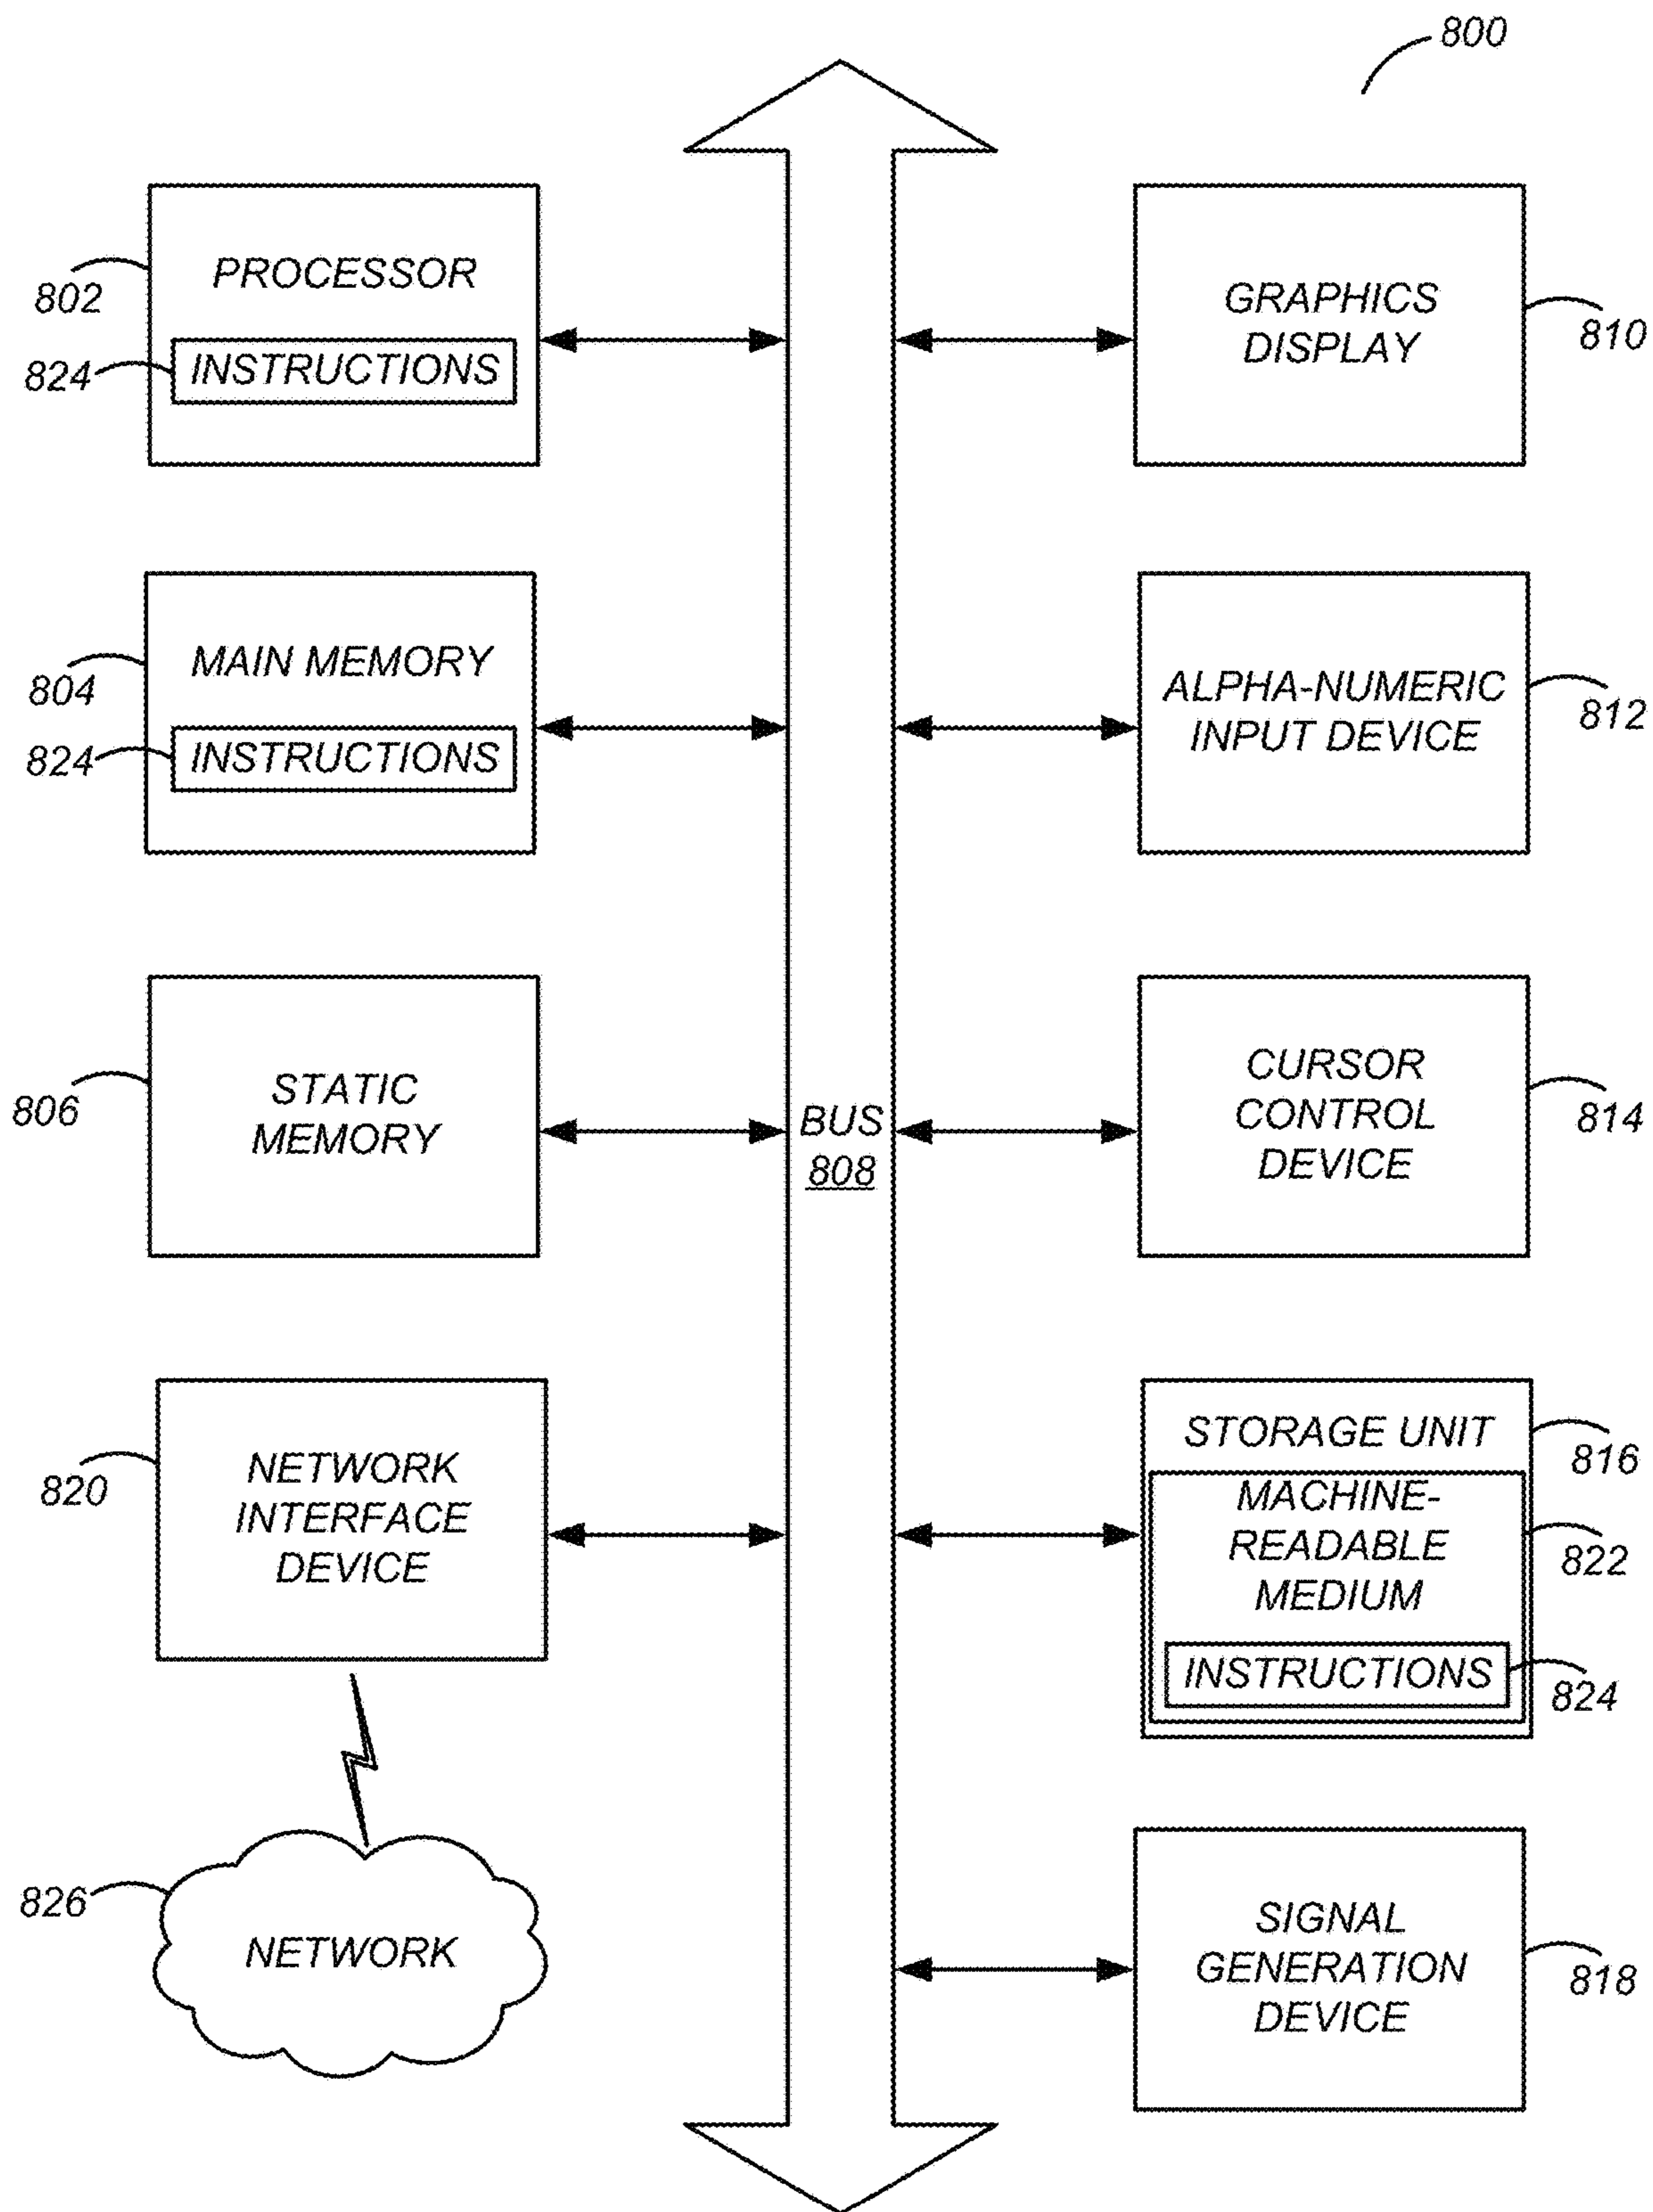 800
PROCESSOR
802
824
INSTRUCTIONS
MAIN MEMORY
804
824
INSTRUCTIONS
STATIC
MEMORY
806
NETWORK
INTERFACE
DEVICE
820
826
NETWORK
BUS
808
GRAPHICS
DISPLAY
810
ALPHA-NUMERIC
INPUT DEVICE
812
CURSOR
CONTROL
DEVICE
814
STORAGE UNIT
816
MACHINE-
READABLE
MEDIUM
822
INSTRUCTIONS
824
SIGNAL
GENERATION
DEVICE
818